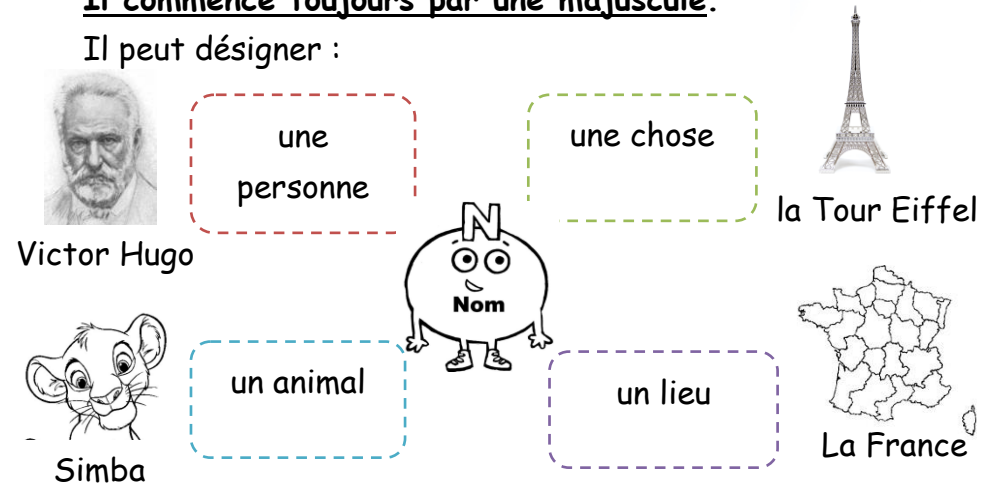 Il commence toujours par une majuscule.
Il peut désigner :
une
personne
une chose
Victor Hugo
la Tour Eiffel
N
Nom
un animal
un lieu
Simba
La France